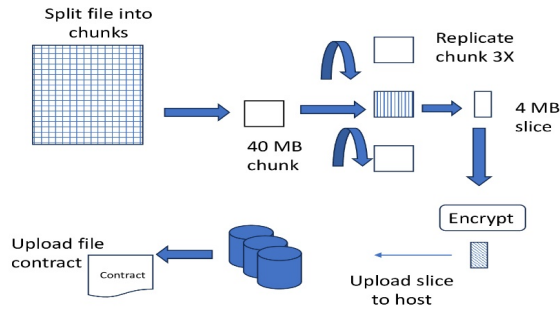 Split file into
chunks
Replicate
chunk 3X
40 MB
chunk
4 MB
slice
Encrypt
Upload slice
to host
Upload file
contract
Contract